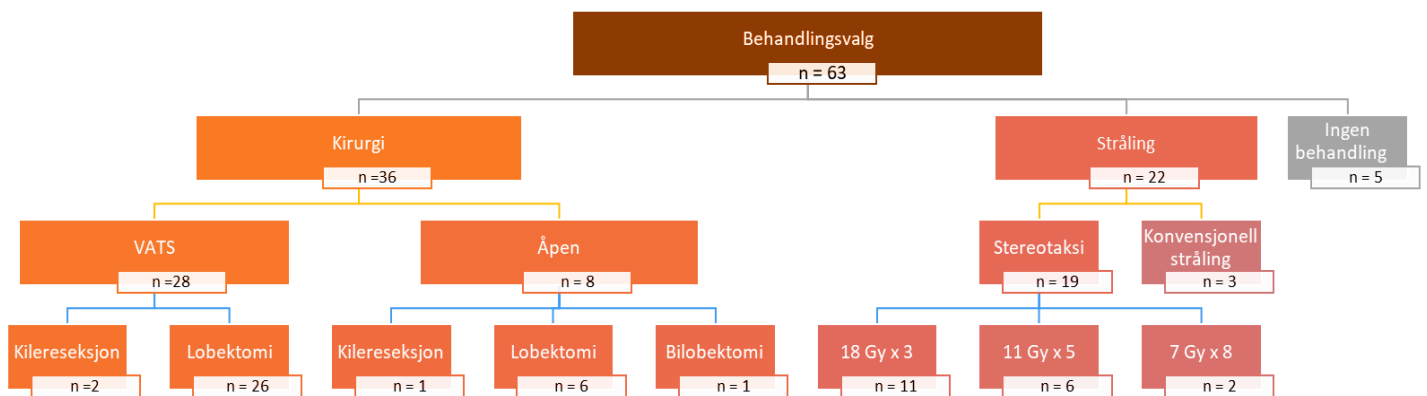 Behandlingsvalg
n = 63
Kirurgi
n =36
Stråling
n = 22
Ingen
behandling
n = 5
VATS
n =28
Åpen
n = 8
Stereotaksi
n = 19
Konvensjonell
stråling
n = 3
Kilereseksjon
n =2
Lobektomi
n = 26
Kilereseksjon
n = 1
Lobektomi
n = 6
Bilobektomi
n = 1
18 Gy x 3
n = 11
11 Gy x 5
n = 6
7 Gy x 8
n = 2